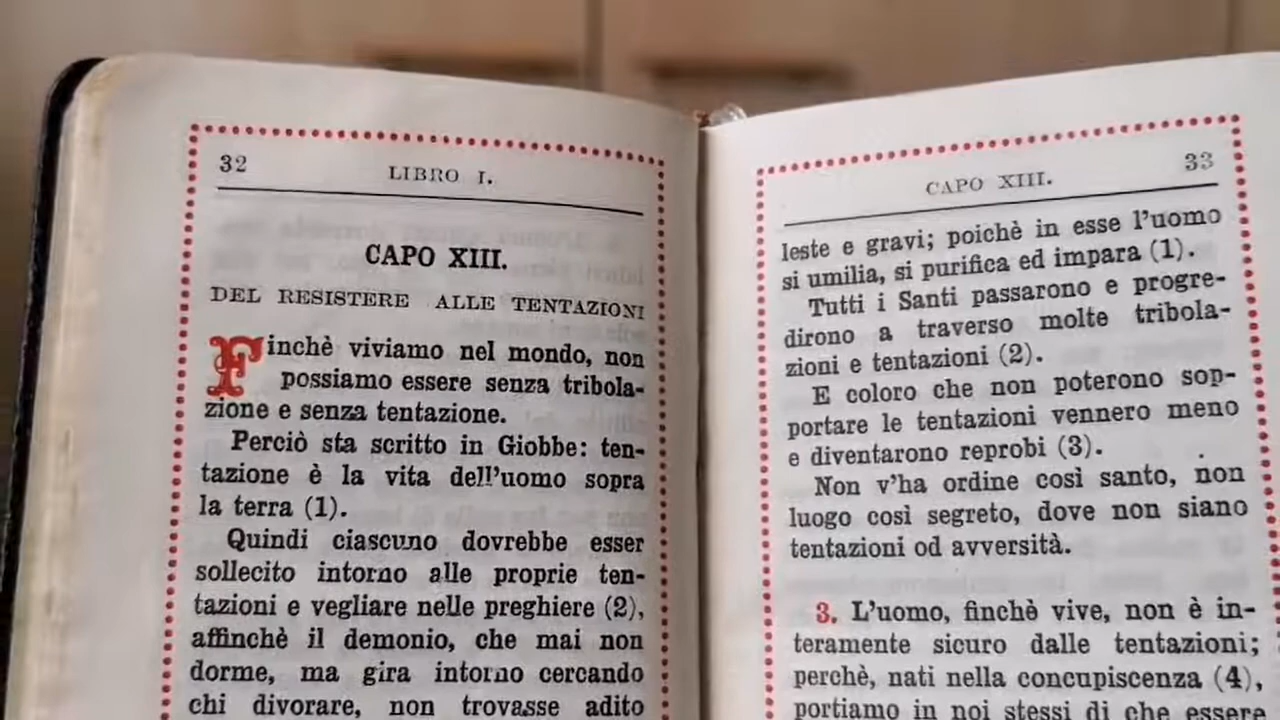 32 LIBRO I.
CAPO XIII.
DEL RESISTERE ALLE TENTAZIONI
Finchè viviamo nel mondo, non
possiamo essere senza tribola-
zione e senza tentazione.
Perciò sta scritto in Giobbe: ten-
tazione è la vita dell'uomo sopra
la terra (1).
Quindi ciascuno dovrebbe esser
sollecito intorno alle proprie ten-
tazioni e vegliare nelle preghiere (2),
affinchè il demonio, che mai non
dorme, ma gira intorno cercando
chi divorare, non trovasse adito
CAPO XIII. 33
leste e gravi; poichè in esse l'uomo
si umilia, si purifica ed impara (1).
Tutti i Santi passarono e progre-
dirono a traverso molte tribola-
zioni e tentazioni (2).
E coloro che non poterono sop-
portare le tentazioni vennero meno
e diventarono reprobi (3).
Non v'ha ordine così santo, non
luogo così segreto, dove non siano
tentazioni od avversità.
3. L'uomo, finchè vive, non è in-
teramente sicuro dalle tentazioni;
perchè, nati nella concupiscenza (4),
portiamo in noi stessi di che essere